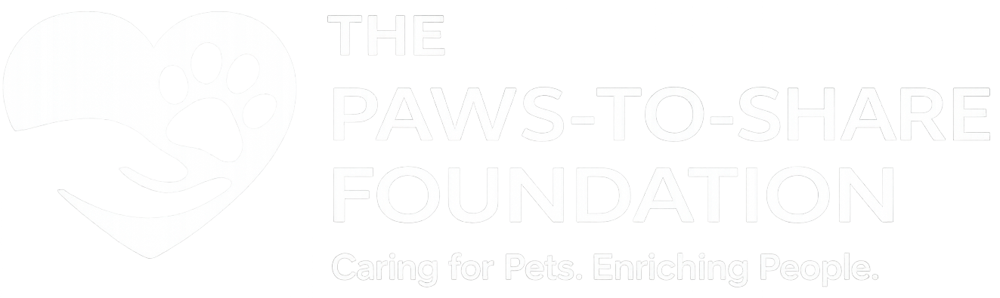 THE
PAWS-TO-SHARE
FOUNDATION
Caring for Pets. Enriching People.